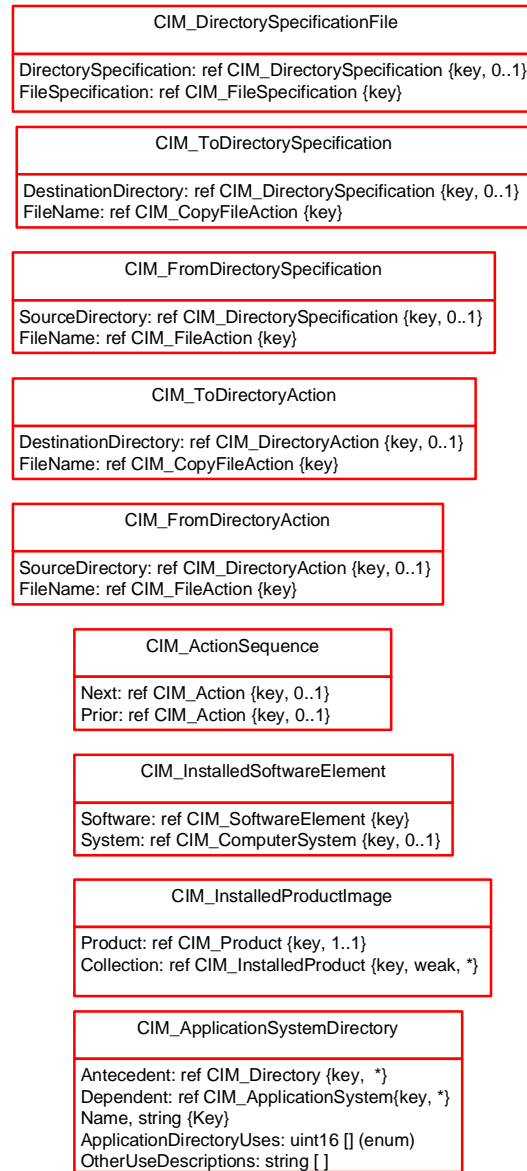 CIM_DirectorySpecificationFile
DirectorySpecification: ref CIM_DirectorySpecification {key, 0..1}
FileSpecification: ref CIM_FileSpecification {key}
CIM_ToDirectorySpecification
DestinationDirectory: ref CIM_DirectorySpecification {key, 0..1}
FileName: ref CIM_CopyFileAction {key}
CIM_FromDirectorySpecification
SourceDirectory: ref CIM_DirectorySpecification {key, 0..1}
FileName: ref CIM_FileAction {key}
CIM_ToDirectoryAction
DestinationDirectory: ref CIM_DirectoryAction {key, 0..1}
FileName: ref CIM_CopyFileAction {key}
CIM_FromDirectoryAction
SourceDirectory: ref CIM_DirectoryAction {key, 0..1}
FileName: ref CIM_FileAction {key}
CIM_ActionSequence
Next: ref CIM_Action {key, 0..1}
Prior: ref CIM_Action {key, 0..1}
CIM_InstalledSoftwareElement
Software: ref CIM_SoftwareElement {key}
System: ref CIM_ComputerSystem {key, 0..1}
CIM_InstalledProductImage
Product: ref CIM_Product {key, 1..1}
Collection: ref CIM_InstalledProduct {key, weak, *}
CIM_ApplicationSystemDirectory
Antecedent: ref CIM_Directory {key,  *}
Dependent: ref CIM_ApplicationSystem{key, *}
Name, string {Key}
ApplicationDirectoryUses: uint16 [] (enum)
OtherUseDescriptions: string [ ]